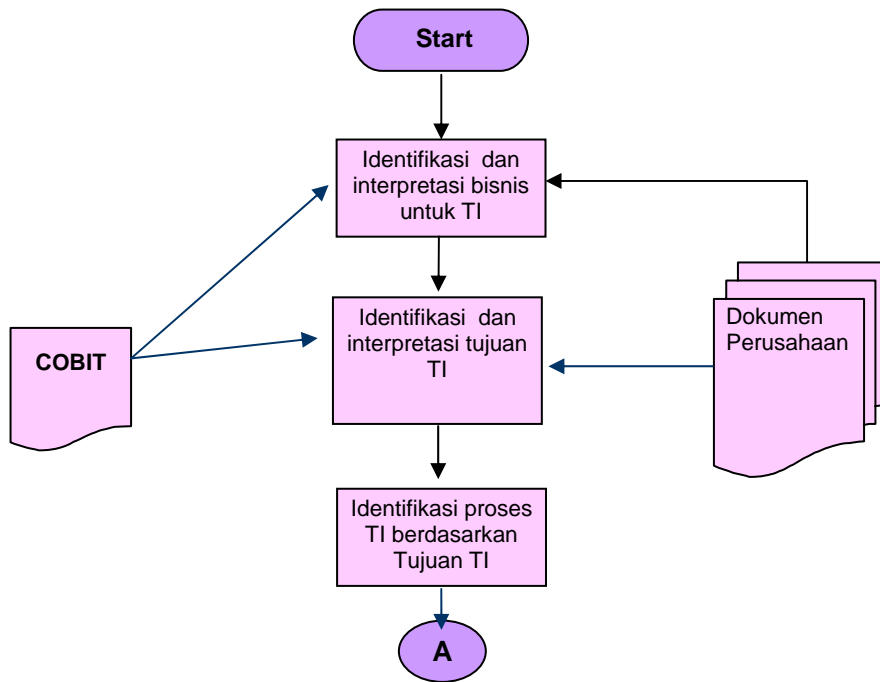 Start
Identifikasi dan
interpretasi bisnis
untuk TI
Identifikasi dan
interpretasi tujuan
TI
COBIT
Dokumen
Perusahaan
Identifikasi proses
TI berdasarkan
Tujuan TI
A